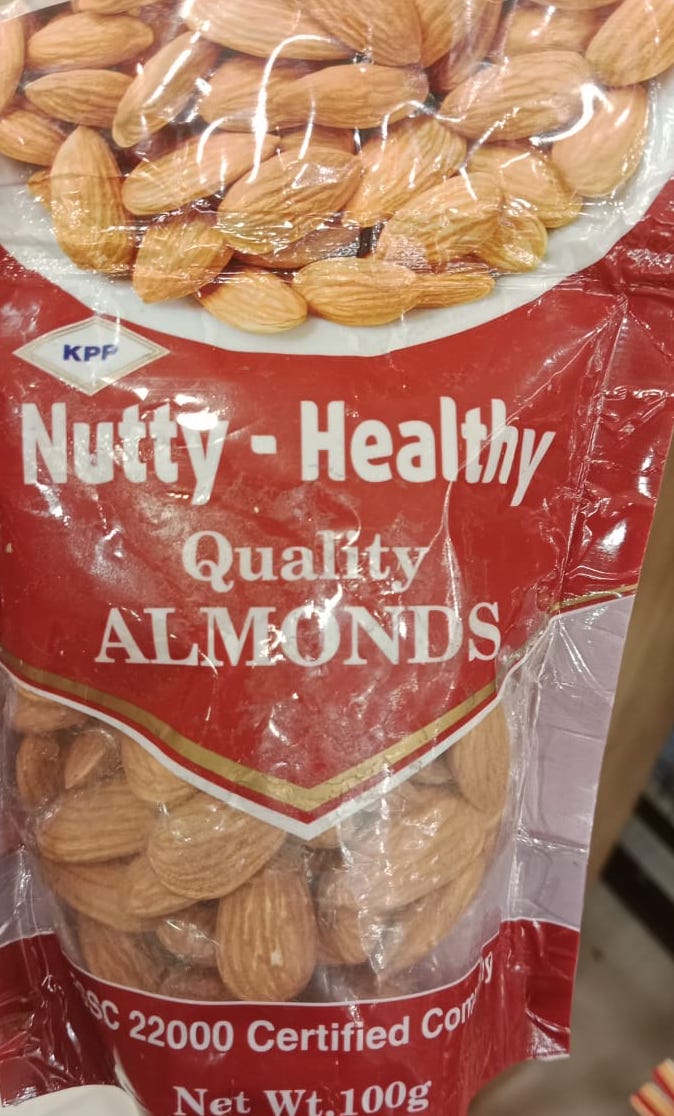 KPP
Nutty - Healthy
Quality
ALMONDS
22000 Certified
Net Wt.100g